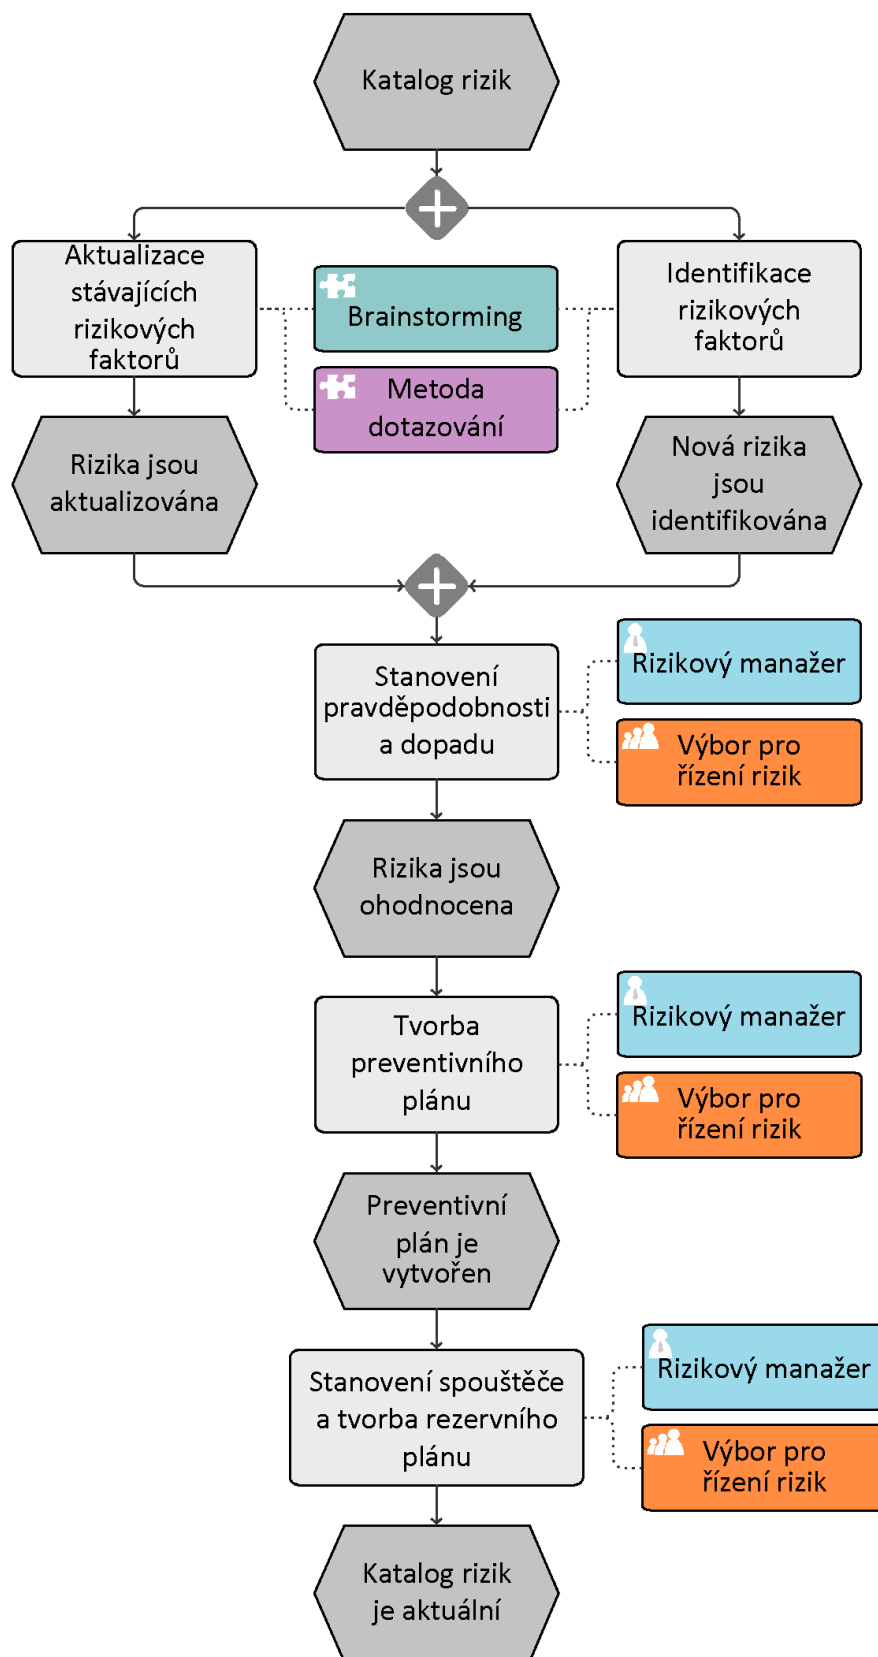 Katalog rizik
Aktualizace
stávajících
rizikových
faktorů
Brainstorming
Metoda
dotazování
Identifikace
rizikových
faktorů
Rizika jsou
aktualizována
Nová rizika
jsou
identifikována
Stanovení
pravděpodobnosti
a dopadu
Rizikový manažer
Výbor pro
řízení rizik
Rizika jsou
ohodnocena
Tvorba
preventivního
plánu
Rizikový manažer
Výbor pro
řízení rizik
Preventivní
plán je
vytvořen
Stanovení spouštěče
a tvorba rezervního
plánu
Rizikový manažer
Výbor pro
řízení rizik
Katalog rizik
je aktuální